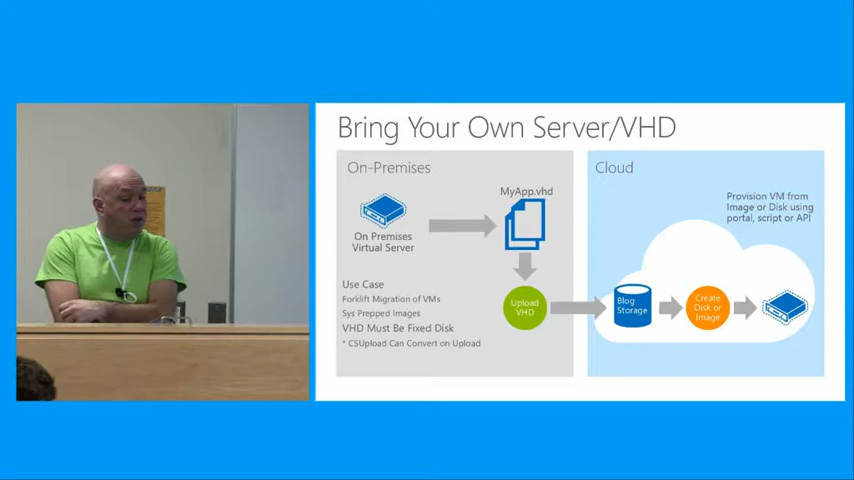 Bring Your Own Server/VHD
On-Premises
MyApp.vhd
On Premises
Virtual Server
Use Case
Forklift Migration of VMs
Sys Prepped Images
VHD Must Be Fixed Disk
* CSUpload Can Convert on Upload
Upload
VHD
Cloud
Provision VM from
Image or Disk using
portal, script or API
Blog
Storage
Create
Disk or
Image